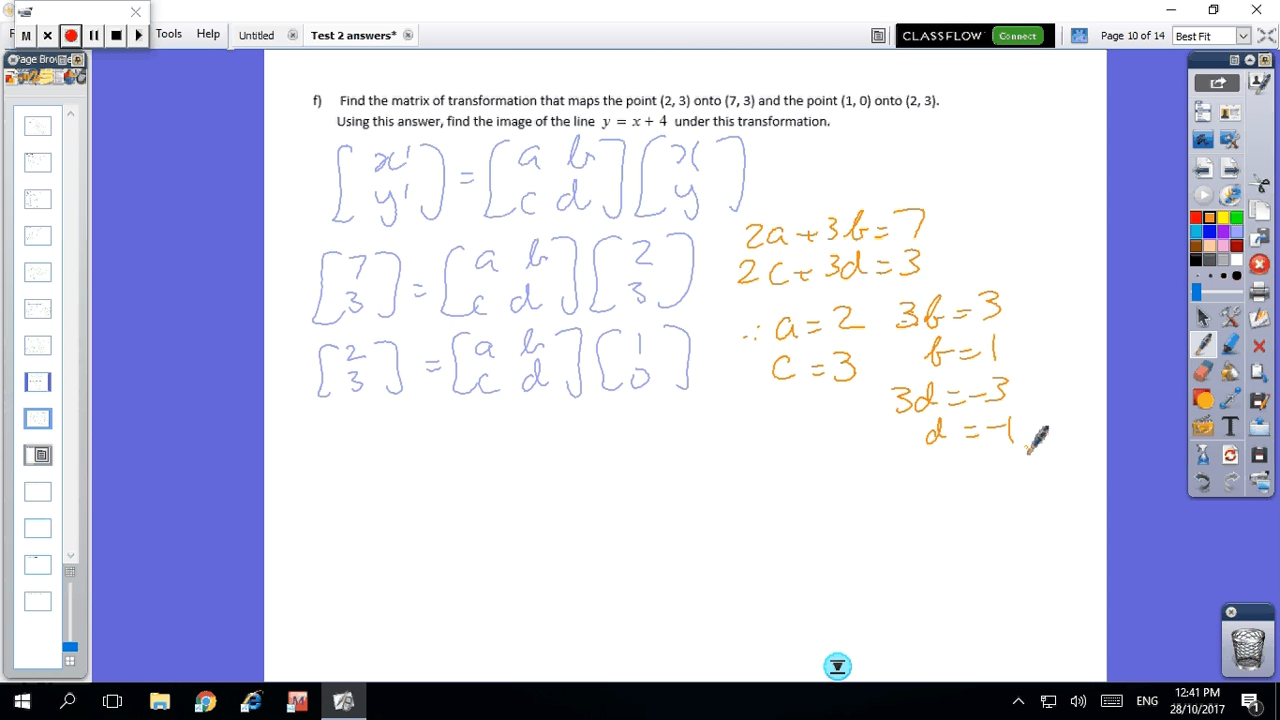 M
Tools Help
Untitled
Test 2 answers*
CLASSFLOW Connect
Page 10 of 14
Best Fit
Page Brow
f) Find the matrix of transformation that maps the point (2, 3) onto (7, 3) and the point (1, 0) onto (2, 3).
Using this answer, find the image of the line y = x + 4 under this transformation.
[x' y'] = [a b c d] [x y]
[7 3] = [a b c d] [2 3]
[2 3] = [a b c d] [1 0]
2a + 3b = 7
2c + 3d = 3
∴ a = 2 3b = 3
b = 1
c = 3
3d = -3
d = -1
T
ENG
12:41 PM
28/10/2017